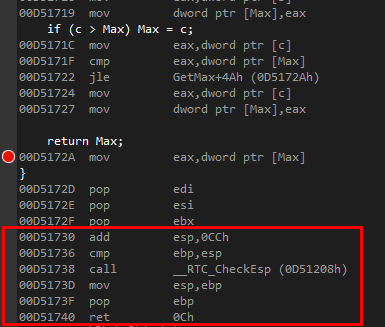 00D51719 mov dword ptr [Max],eax
if (c > Max) Max = c;
00D5171C mov eax,dword ptr [c]
00D5171F cmp eax,dword ptr [Max]
00D51722 jle GetMax+4Ah (0D5172Ah)
00D51724 mov eax,dword ptr [c]
00D51727 mov dword ptr [Max],eax
return Max;
00D5172A mov eax,dword ptr [Max]
}
00D5172D pop edi
00D5172E pop esi
00D5172F pop ebx
00D51730 add esp,0CCh
00D51736 cmp ebp,esp
00D51738 call __RTC_CheckEsp (0D51208h)
00D5173D mov esp,ebp
00D5173F pop ebp
00D51740 ret 0Ch